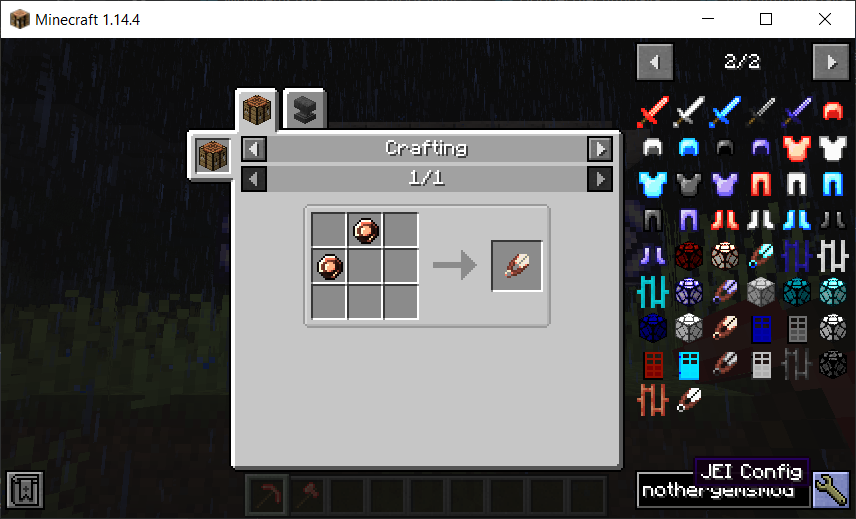 Minecraft 1.14.4
2/2
Crafting
1/1
JEI Config
nothergemsmod